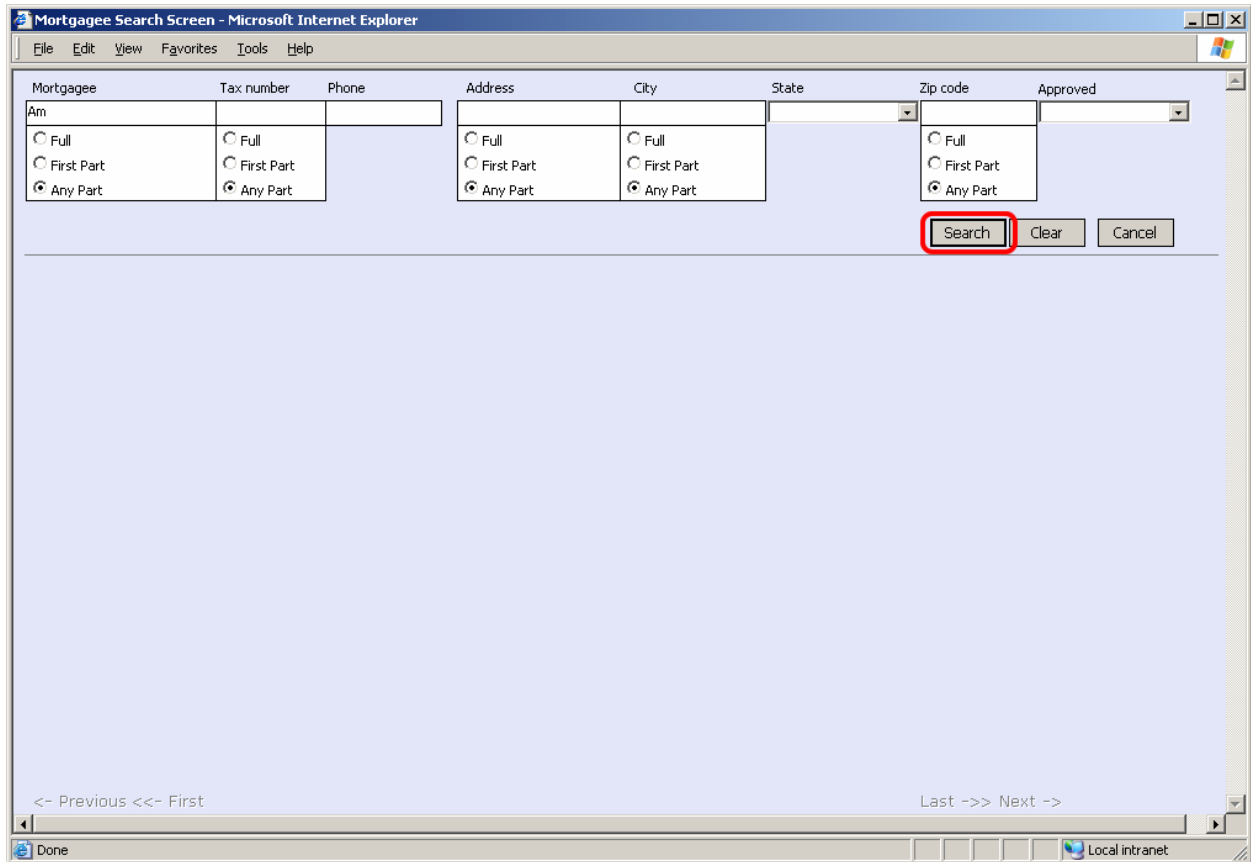 Mortgagee Search Screen - Microsoft Internet Explorer
File Edit View Favorites Tools Help
Mortgagee Tax number Phone Address City State Zip code Approved
Am
Full Full Full Full Full
First Part First Part First Part First Part First Part
Any Part Any Part Any Part Any Part Any Part
Search Clear Cancel
<- Previous <<- First Last ->> Next ->
Done Local intranet